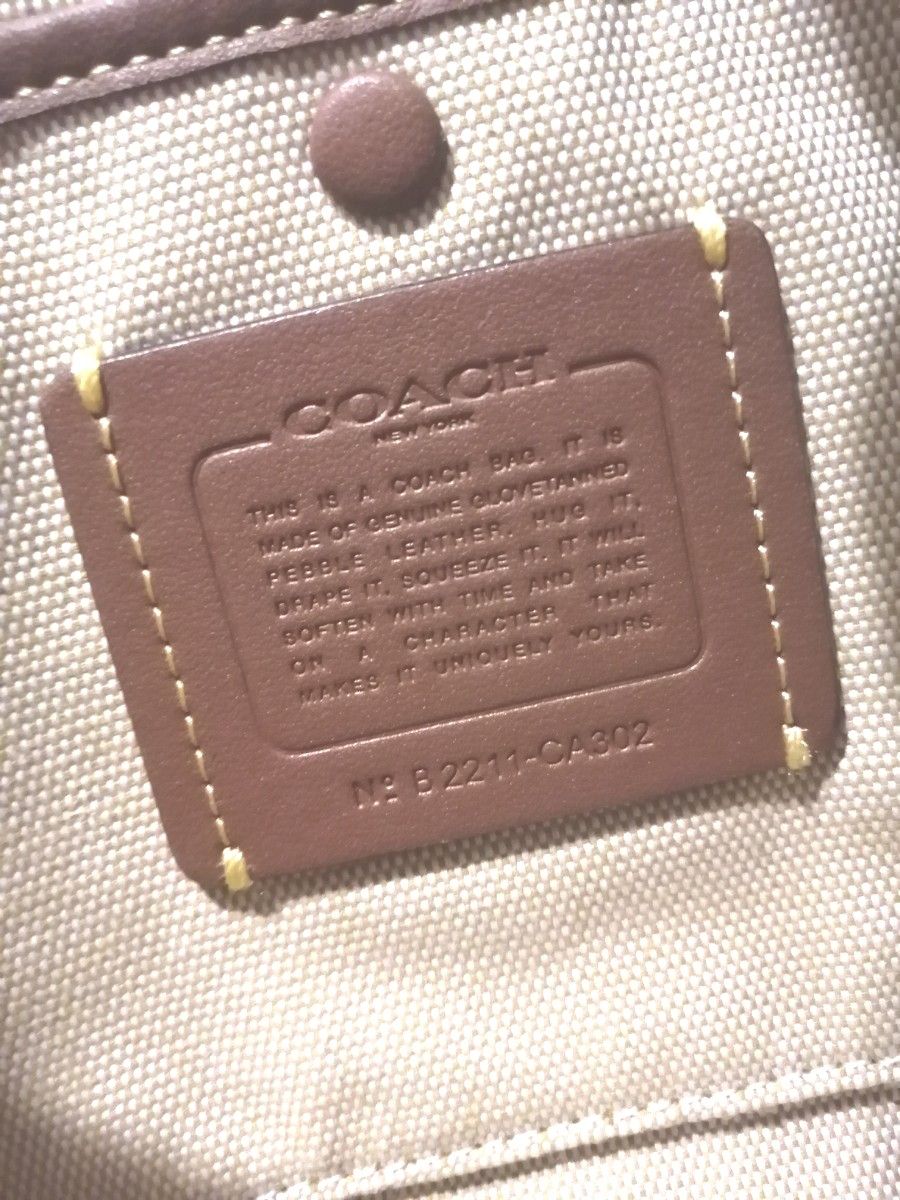 COACH
NEW YORK
THIS IS A COACH BAG. IT IS
MADE OF GENUINE GLOVETANNED
PEBBLE LEATHER. HUG IT,
DRAPE IT, SQUEEZE IT. IT WILL
SOFTEN WITH TIME AND TAKE
ON A CHARACTER THAT
MAKES IT UNIQUELY YOURS.
Nº B2211-CA302